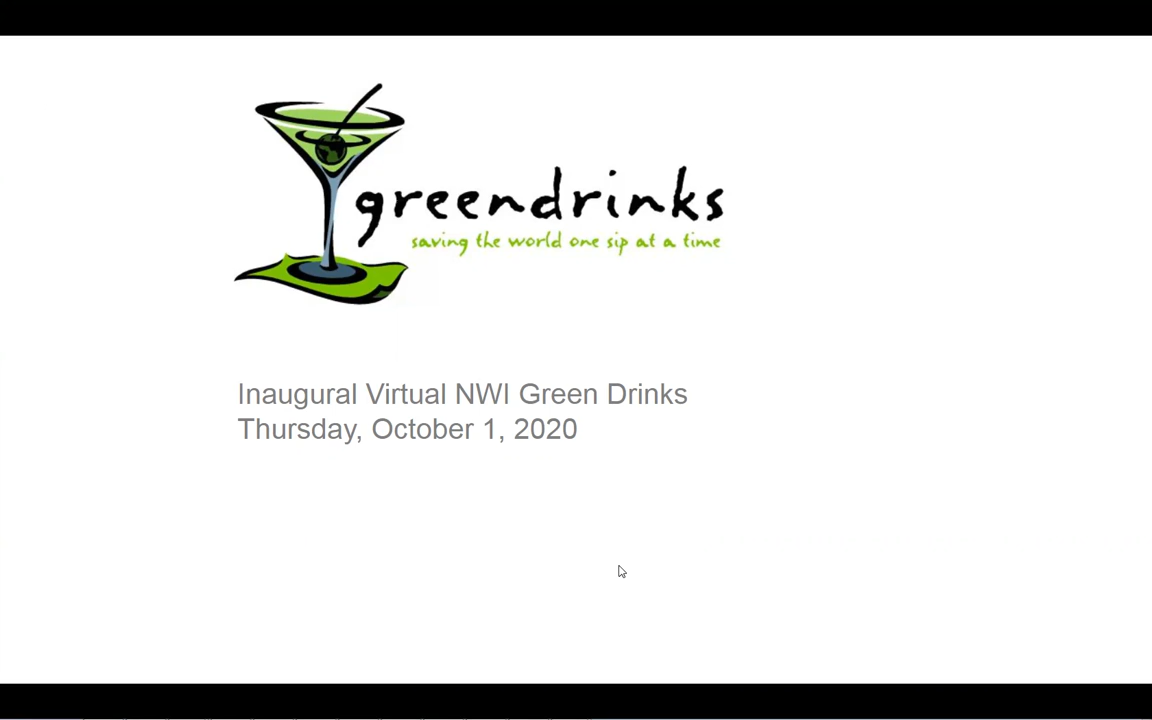 greendrinks
saving the world one sip at a time
Inaugural Virtual NWI Green Drinks
Thursday, October 1, 2020